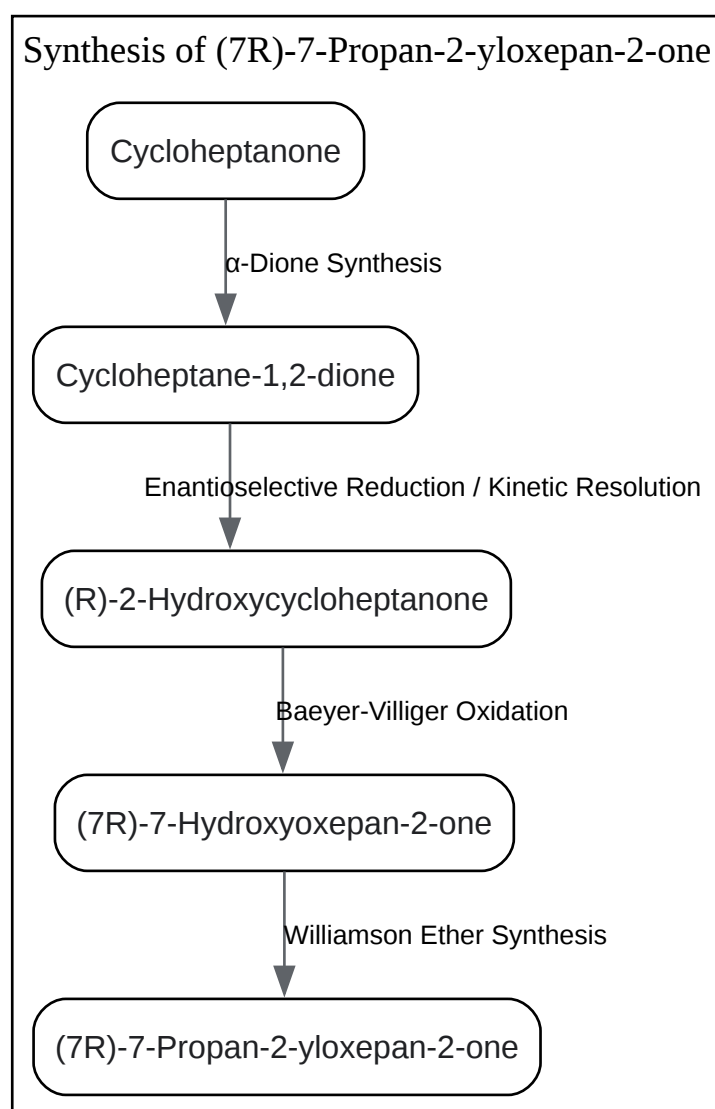 Synthesis of (7R)-7-Propan-2-yloxepan-2-one
Cycloheptanone
α-Dione Synthesis
Cycloheptane-1,2-dione
Enantioselective Reduction / Kinetic Resolution
(R)-2-Hydroxycycloheptanone
Baeyer-Villiger Oxidation
(7R)-7-Hydroxyoxepan-2-one
Williamson Ether Synthesis
(7R)-7-Propan-2-yloxepan-2-one